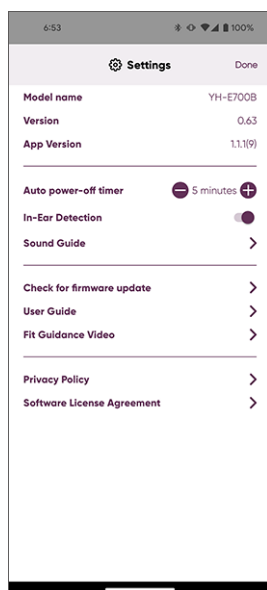 6:53 100%
Settings Done
Model name YH-E700B
Version 0.63
App Version 1.1.1(9)
Auto power-off timer 5 minutes
In-Ear Detection
Sound Guide
Check for firmware update
User Guide
Fit Guidance Video
Privacy Policy
Software License Agreement